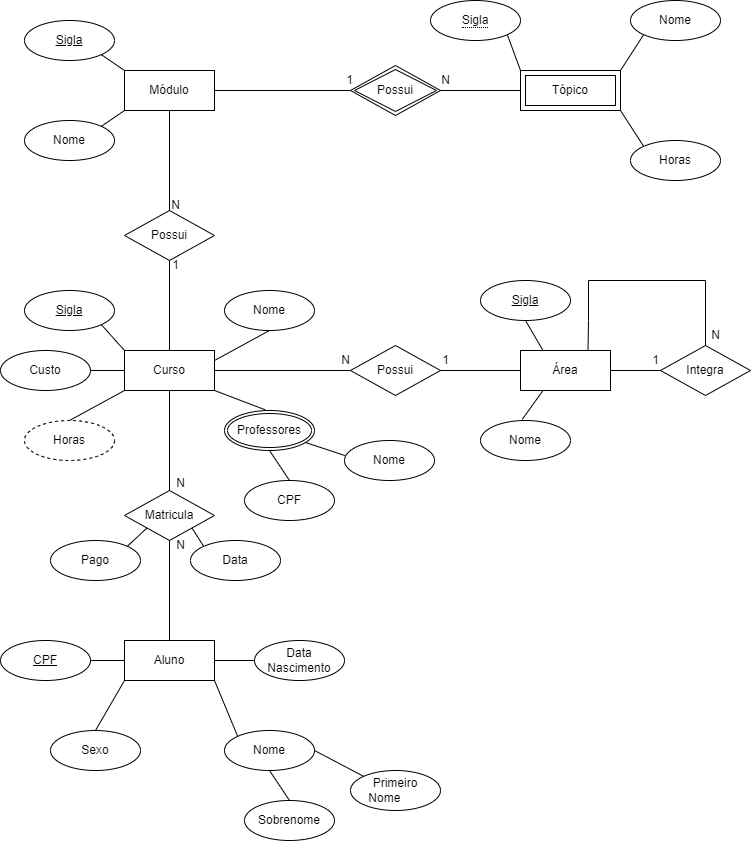 Sigla
Sigla
Nome
Módulo
1
Possui
N
Tópico
Nome
Horas
N
Possui
1
Sigla
Nome
Sigla
Custo
Curso
N
Possui
1
Área
1
Integra
N
Horas
Professores
Nome
Nome
CPF
N
Matricula
N
Pago
Data
CPF
Aluno
Data
Nascimento
Sexo
Nome
Primeiro
Nome
Sobrenome